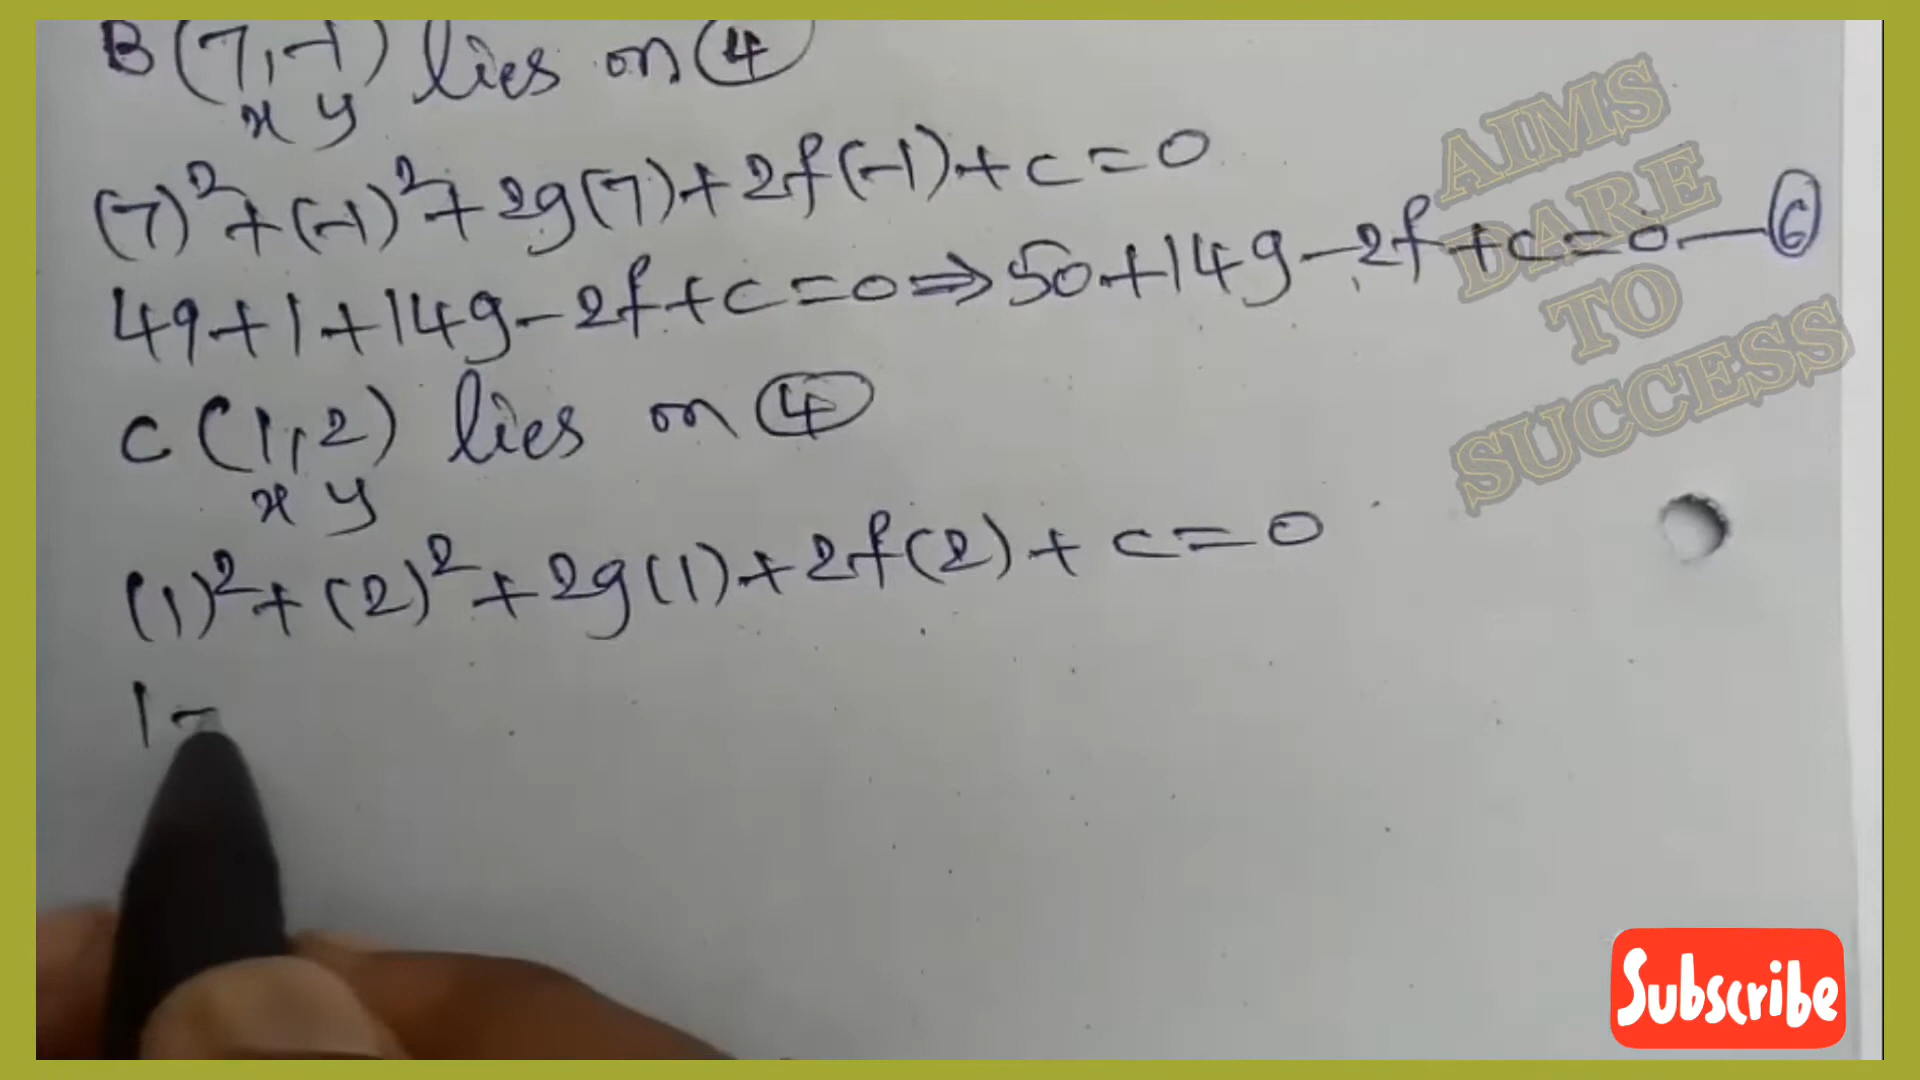 B(7,-1) lies on ④
x y
(7)²+(-1)²+2g(7)+2f(-1)+c=0
49+1+14g-2f+c=0⇒50+14g-2f+c=0—⑥
C(1,2) lies on ④
x y
(1)²+(2)²+2g(1)+2f(2)+c=0
1
AIMS
DARE
TO
SUCCESS
Subscribe